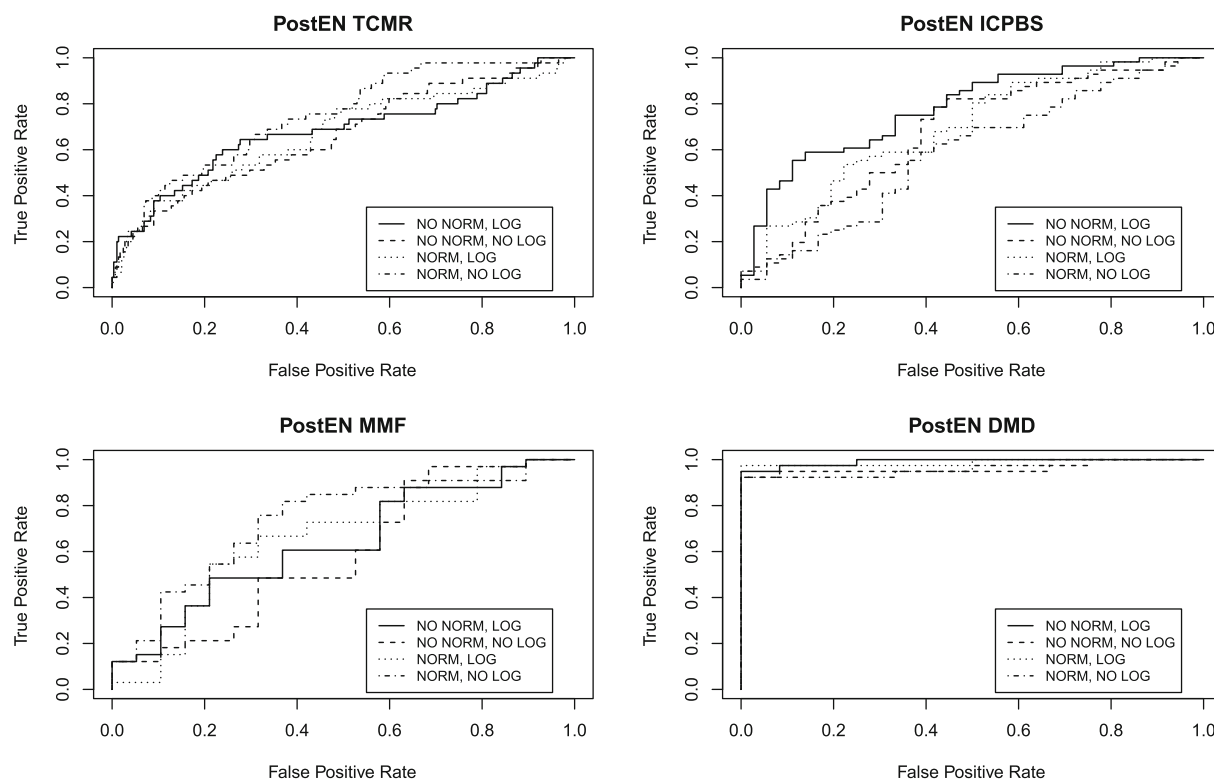 PostEN TCMR
True Positive Rate
0.0 0.2 0.4 0.6 0.8 1.0
NO NORM, LOG
NO NORM, NO LOG
NORM, LOG
NORM, NO LOG
0.0 0.2 0.4 0.6 0.8 1.0
False Positive Rate
PostEN ICPBS
True Positive Rate
0.0 0.2 0.4 0.6 0.8 1.0
NO NORM, LOG
NO NORM, NO LOG
NORM, LOG
NORM, NO LOG
0.0 0.2 0.4 0.6 0.8 1.0
False Positive Rate
PostEN MMF
True Positive Rate
0.0 0.2 0.4 0.6 0.8 1.0
NO NORM, LOG
NO NORM, NO LOG
NORM, LOG
NORM, NO LOG
0.0 0.2 0.4 0.6 0.8 1.0
False Positive Rate
PostEN DMD
True Positive Rate
0.0 0.2 0.4 0.6 0.8 1.0
NO NORM, LOG
NO NORM, NO LOG
NORM, LOG
NORM, NO LOG
0.0 0.2 0.4 0.6 0.8 1.0
False Positive Rate